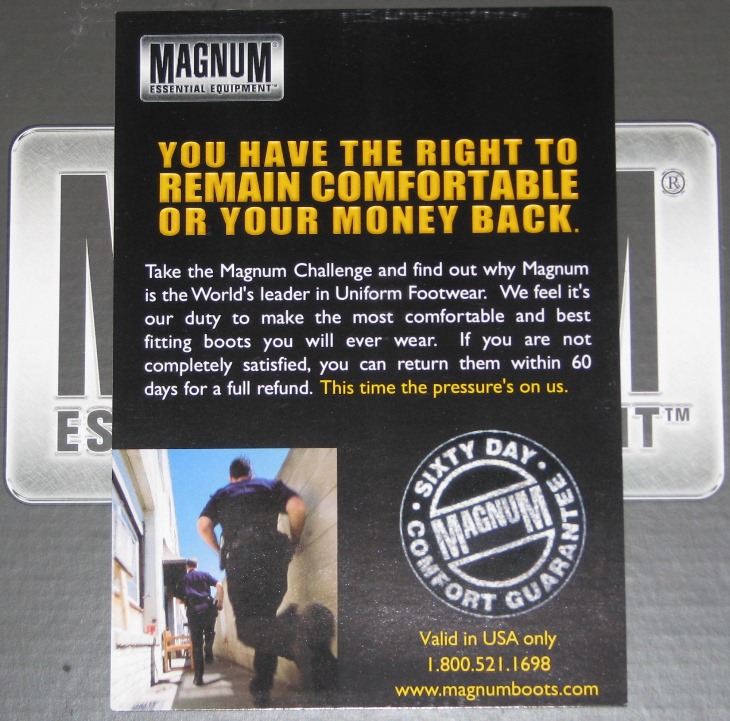 MAGNUM®
ESSENTIAL EQUIPMENT™
YOU HAVE THE RIGHT TO
REMAIN COMFORTABLE
OR YOUR MONEY BACK.
Take the Magnum Challenge and find out why Magnum
is the World's leader in Uniform Footwear. We feel it's
our duty to make the most comfortable and best
fitting boots you will ever wear. If you are not
completely satisfied, you can return them within 60
days for a full refund. This time the pressure's on us.
SIXTY DAY
MAGNUM
COMFORT GUARANTEE
Valid in USA only
1.800.521.1698
www.magnumboots.com
M M ®
ES NT™